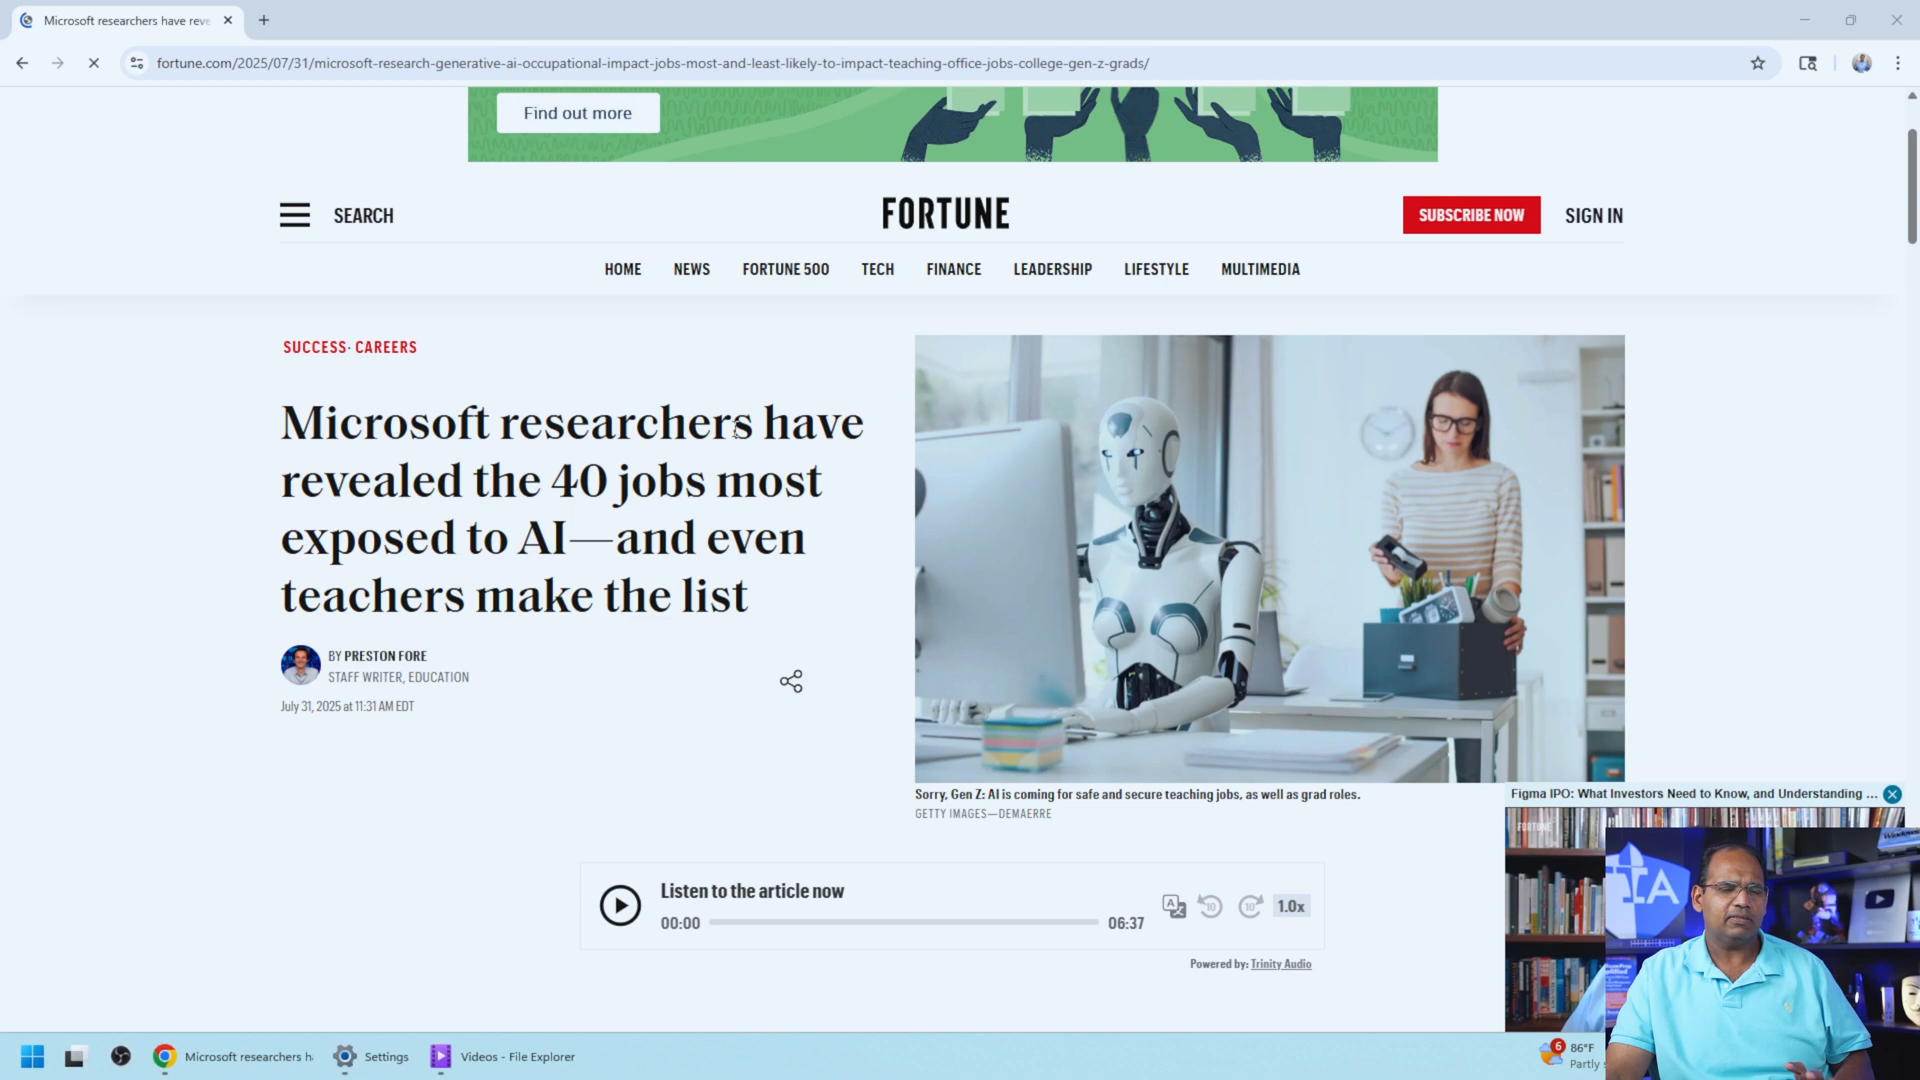 Microsoft researchers have reve
fortune.com/2025/07/31/microsoft-research-generative-ai-occupational-impact-jobs-most-and-least-likely-to-impact-teaching-office-jobs-college-gen-z-grads/
Find out more
SEARCH
FORTUNE
SUBSCRIBE NOW
SIGN IN
HOME NEWS FORTUNE 500 TECH FINANCE LEADERSHIP LIFESTYLE MULTIMEDIA
SUCCESS· CAREERS
Microsoft researchers have
revealed the 40 jobs most
exposed to AI—and even
teachers make the list
BY PRESTON FORE
STAFF WRITER, EDUCATION
July 31, 2025 at 11:31 AM EDT
Sorry, Gen Z: AI is coming for safe and secure teaching jobs, as well as grad roles.
GETTY IMAGES—DEMAERRE
Figma IPO: What Investors Need to Know, and Understanding ...
FORTUNE
IA
Listen to the article now
00:00
06:37
10
10
1.0x
Powered by: Trinity Audio
Microsoft researchers h
Settings
Videos - File Explorer
6
86°F
Partly